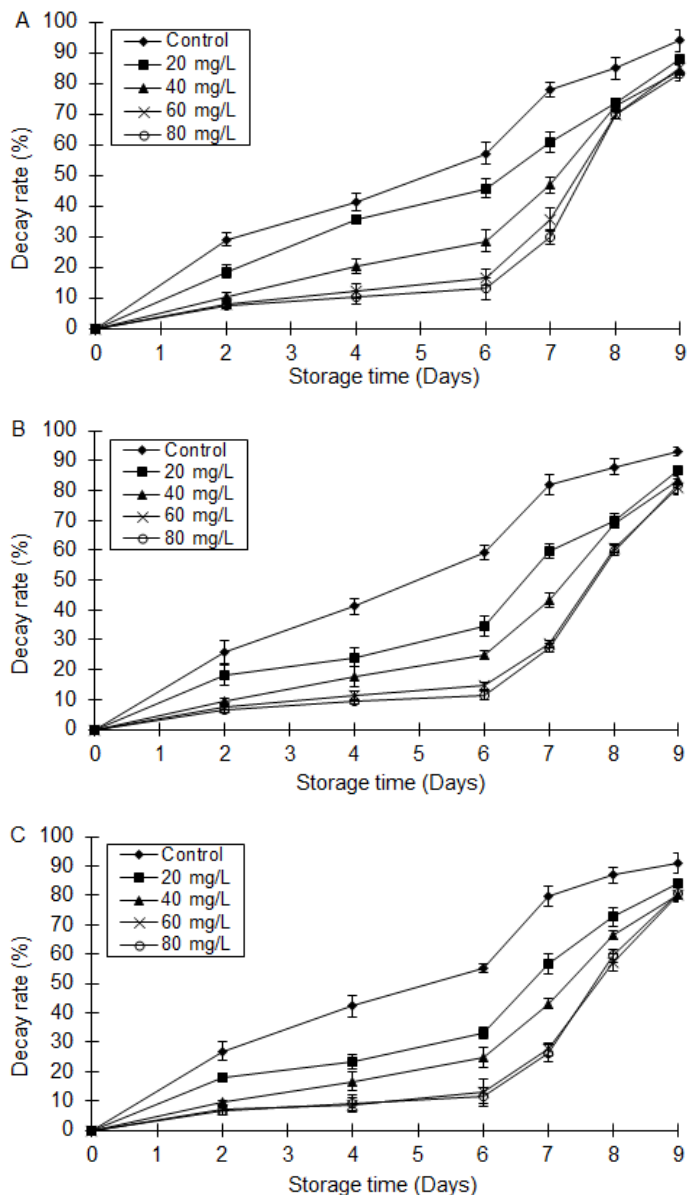 A
100
90
80
70
60
50
40
30
20
10
0
Decay rate (%)
Control
20 mg/L
40 mg/L
60 mg/L
80 mg/L
0 1 2 3 4 5 6 7 8 9
Storage time (Days)
B
100
90
80
70
60
50
40
30
20
10
0
Decay rate (%)
Control
20 mg/L
40 mg/L
60 mg/L
80 mg/L
0 1 2 3 4 5 6 7 8 9
Storage time (Days)
C
100
90
80
70
60
50
40
30
20
10
0
Decay rate (%)
Control
20 mg/L
40 mg/L
60 mg/L
80 mg/L
0 1 2 3 4 5 6 7 8 9
Storage time (Days)